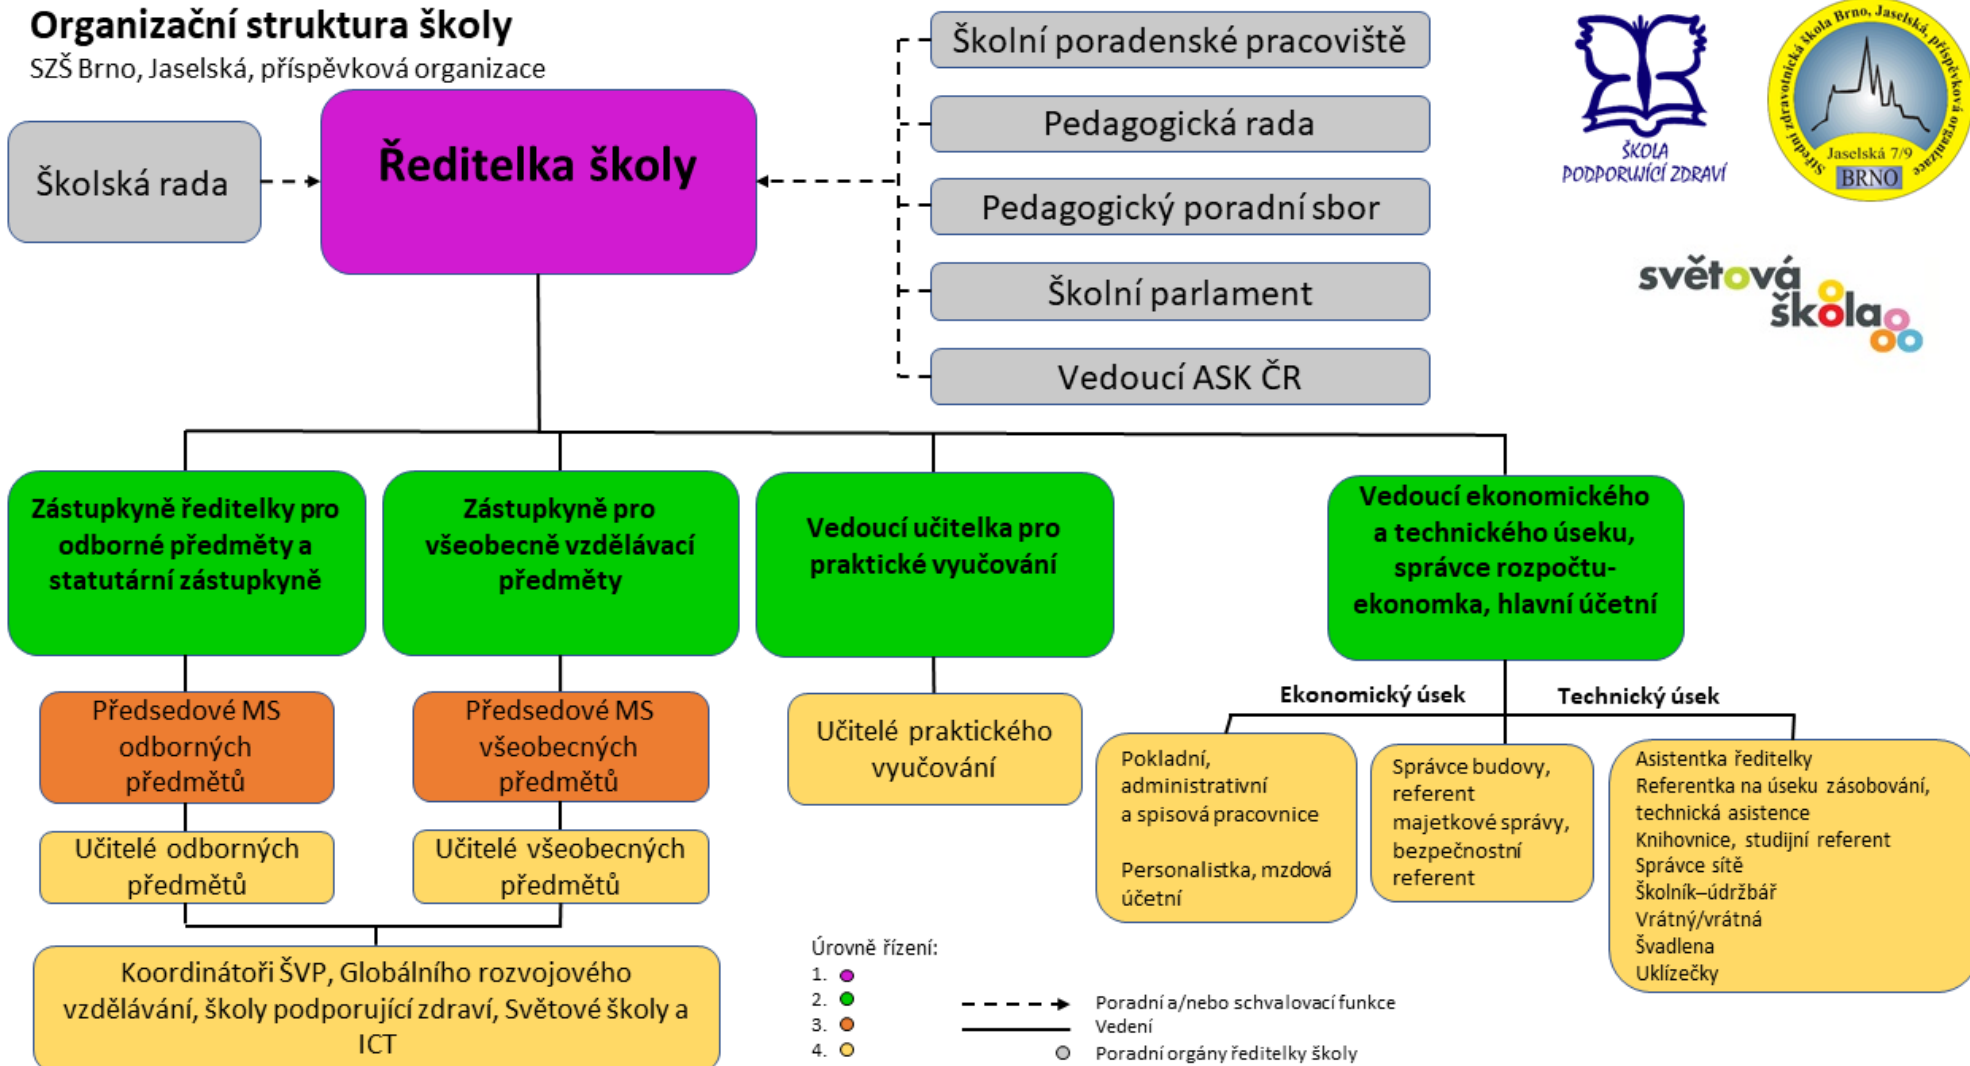 Organizační struktura školy
SZŠ Brno, Jaselská, příspěvková organizace
Školská rada
Ředitelka školy
Školní poradenské pracoviště
Pedagogická rada
Pedagogický poradní sbor
Školní parlament
Vedoucí ASK ČR
ŠKOLA
PODPORUJÍCÍ ZDRAVÍ
Střední zdravotnická škola Brno, Jaselská, příspěvková organizace
Jaselská 7/9
BRNO
světová
škola
Zástupkyně ředitelky pro
odborné předměty a
statutární zástupkyně
Zástupkyně pro
všeobecně vzdělávací
předměty
Vedoucí učitelka pro
praktické vyučování
Vedoucí ekonomického
a technického úseku,
správce rozpočtu-
ekonomka, hlavní účetní
Předsedové MS
odborných
předmětů
Předsedové MS
všeobecných
předmětů
Učitelé praktického
vyučování
Ekonomický úsek
Technický úsek
Učitelé odborných
předmětů
Učitelé všeobecných
předmětů
Pokladní,
administrativní
a spisová pracovnice
Personalistka, mzdová
účetní
Správce budovy,
referent
majetkové správy,
bezpečnostní
referent
Asistentka ředitelky
Referentka na úseku zásobování,
technická asistence
Knihovnice, studijní referent
Správce sítě
Školník–údržbář
Vrátný/vrátná
Švadlena
Uklízečky
Koordinátoři ŠVP, Globálního rozvojového
vzdělávání, školy podporující zdraví, Světové školy a
ICT
Úrovně řízení:
1.
2.
3.
4.
Poradní a/nebo schvalovací funkce
Vedení
Poradní orgány ředitelky školy